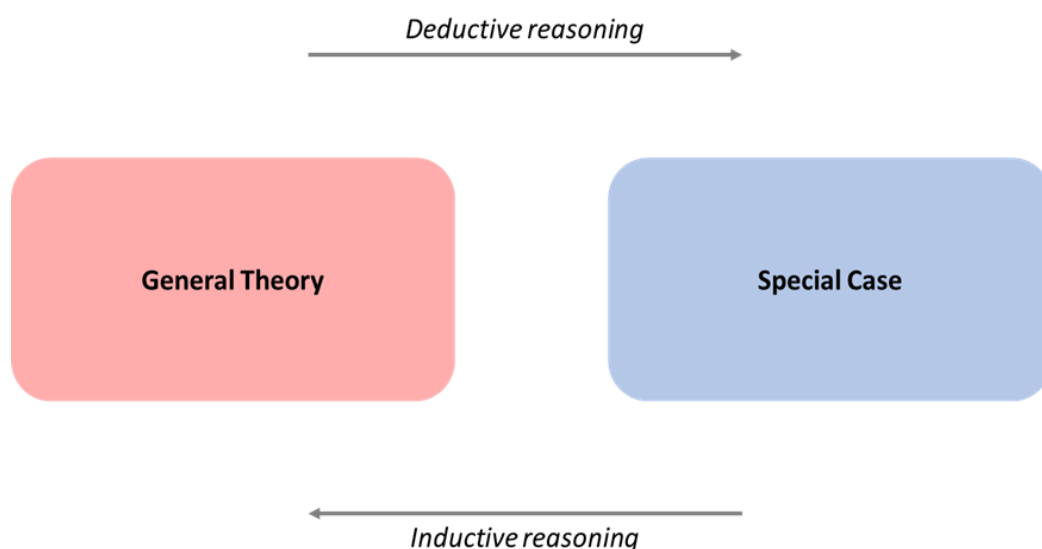 Deductive reasoning
General Theory
Special Case
Inductive reasoning